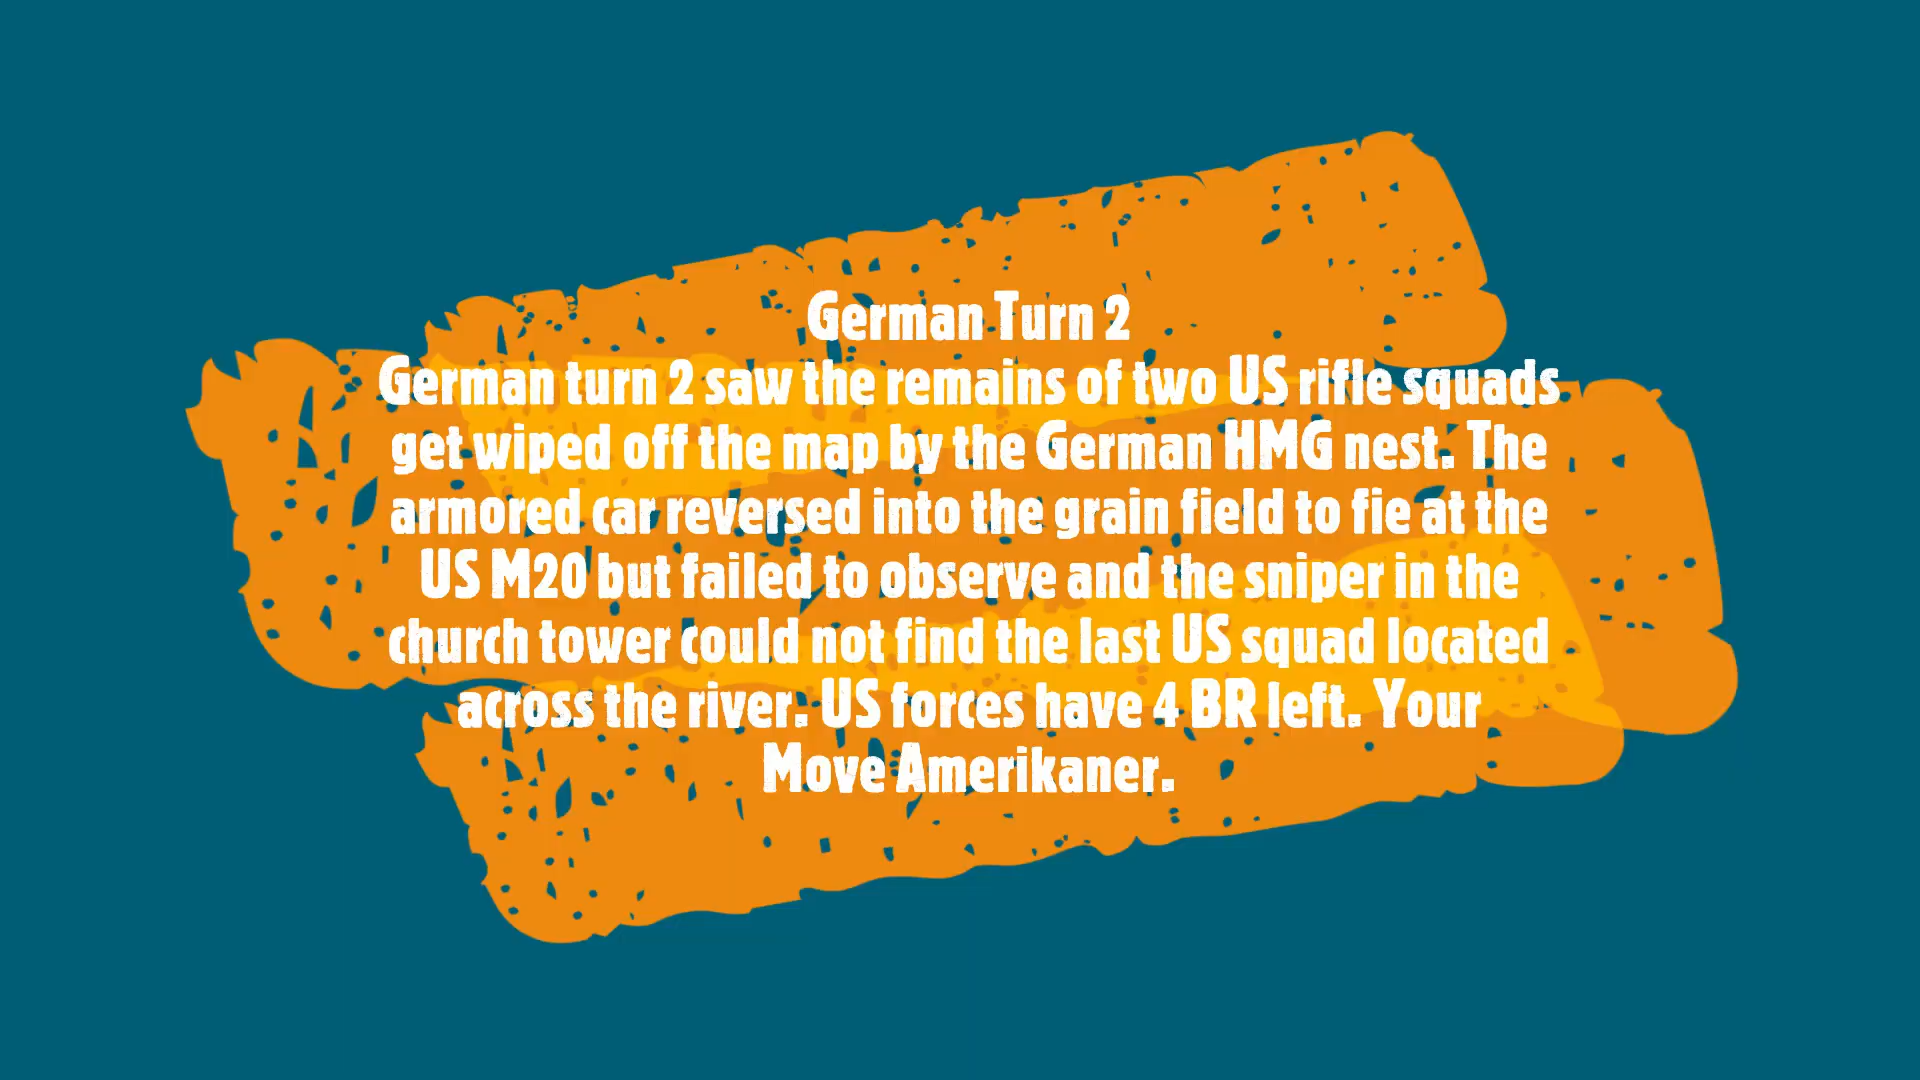 German Turn 2
German turn 2 saw the remains of two US rifle squads
get wiped off the map by the German HMG nest. The
armored car reversed into the grain field to fie at the
US M20 but failed to observe and the sniper in the
church tower could not find the last US squad located
across the river. US forces have 4 BR left. Your
Move Amerikaner.